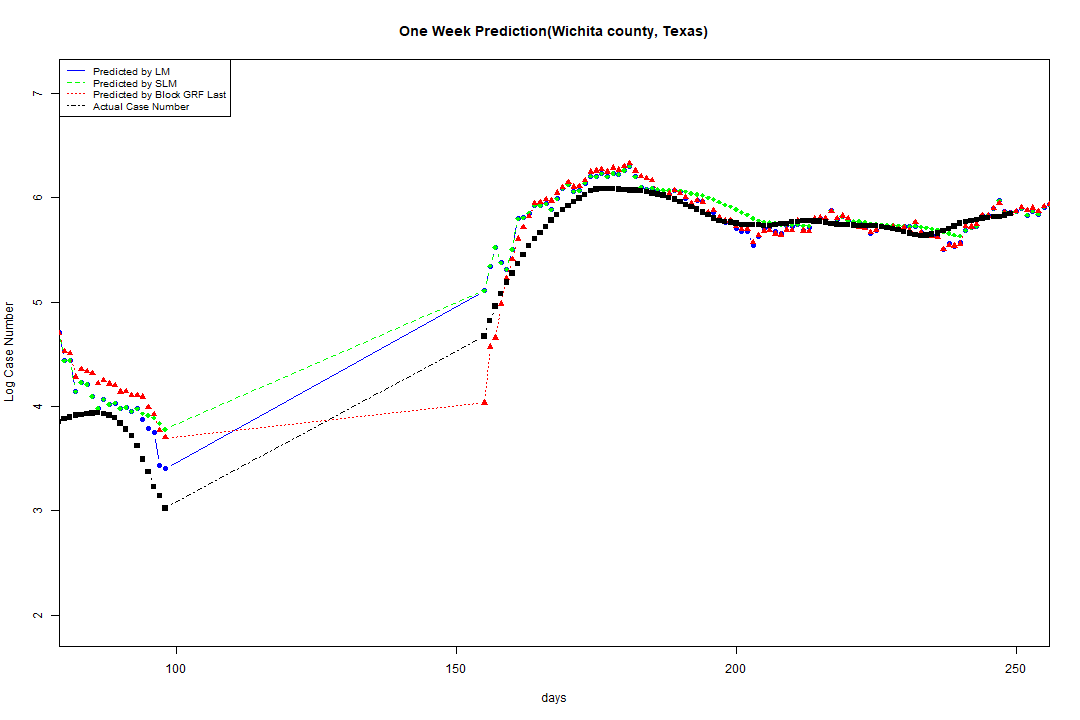 One Week Prediction(Wichita county, Texas)
Predicted by LM
Predicted by SLM
Predicted by Block GRF Last
Actual Case Number
7
6
5
4
3
2
Log Case Number
100
150
200
250
days